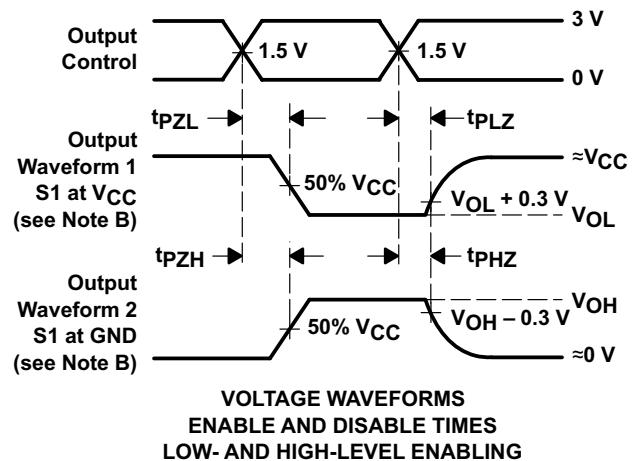 Output
Control
3 V
1.5 V
1.5 V
0 V
tPZL
tPLZ
Output
Waveform 1
S1 at VCC
(see Note B)
≈VCC
50% VCC
VOL + 0.3 V
VOL
tPZH
tPHZ
Output
Waveform 2
S1 at GND
(see Note B)
VOH
50% VCC
VOH – 0.3 V
≈0 V
VOLTAGE WAVEFORMS
ENABLE AND DISABLE TIMES
LOW- AND HIGH-LEVEL ENABLING